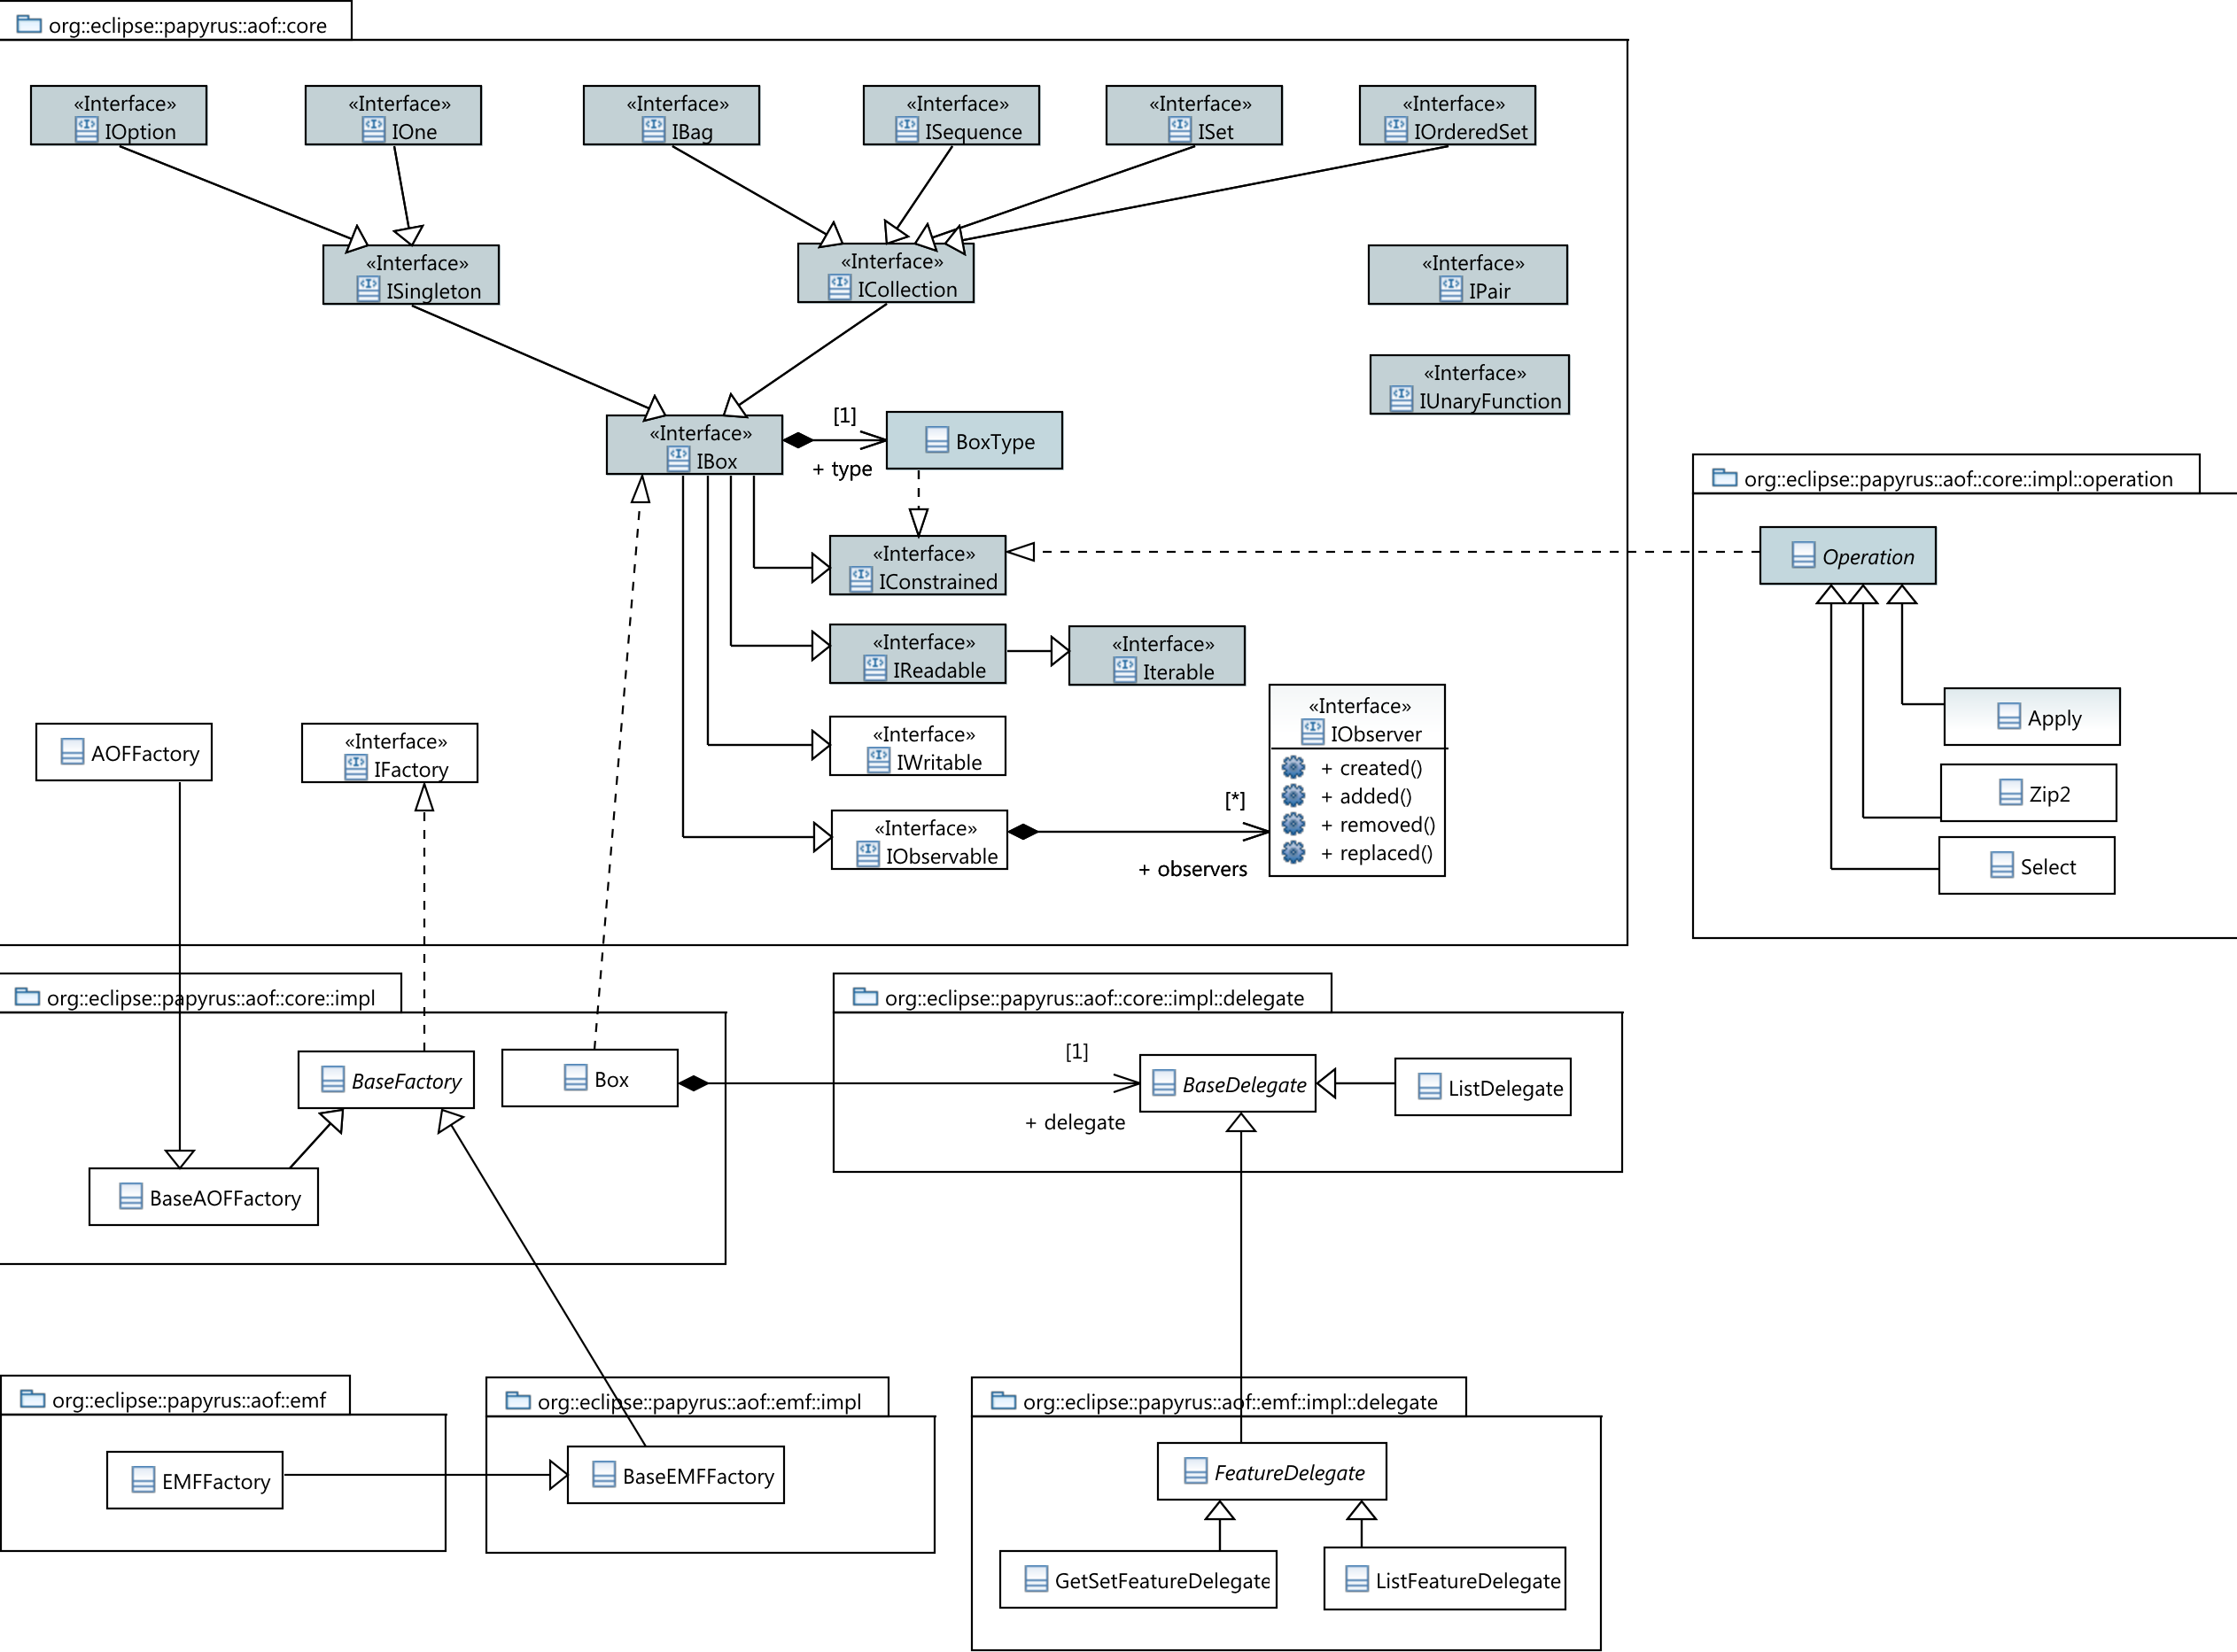 org::eclipse::papyrus::aof::core
«Interface»
IOption
«Interface»
IOne
«Interface»
IBag
«Interface»
ISequence
«Interface»
ISet
«Interface»
IOrderedSet
«Interface»
ISingleton
«Interface»
ICollection
«Interface»
IPair
«Interface»
IUnaryFunction
«Interface»
IBox
[1]
+ type
BoxType
«Interface»
IConstrained
«Interface»
IReadable
«Interface»
Iterable
«Interface»
IWritable
«Interface»
IObservable
[*]
+ observers
«Interface»
IObserver
+ created()
+ added()
+ removed()
+ replaced()
AOFFactory
«Interface»
IFactory
org::eclipse::papyrus::aof::core::impl::operation
Operation
Apply
Zip2
Select
org::eclipse::papyrus::aof::core::impl
BaseFactory
Box
BaseAOFFactory
org::eclipse::papyrus::aof::core::impl::delegate
[1]
+ delegate
BaseDelegate
ListDelegate
org::eclipse::papyrus::aof::emf
EMFFactory
org::eclipse::papyrus::aof::emf::impl
BaseEMFFactory
org::eclipse::papyrus::aof::emf::impl::delegate
FeatureDelegate
GetSetFeatureDelegate
ListFeatureDelegate